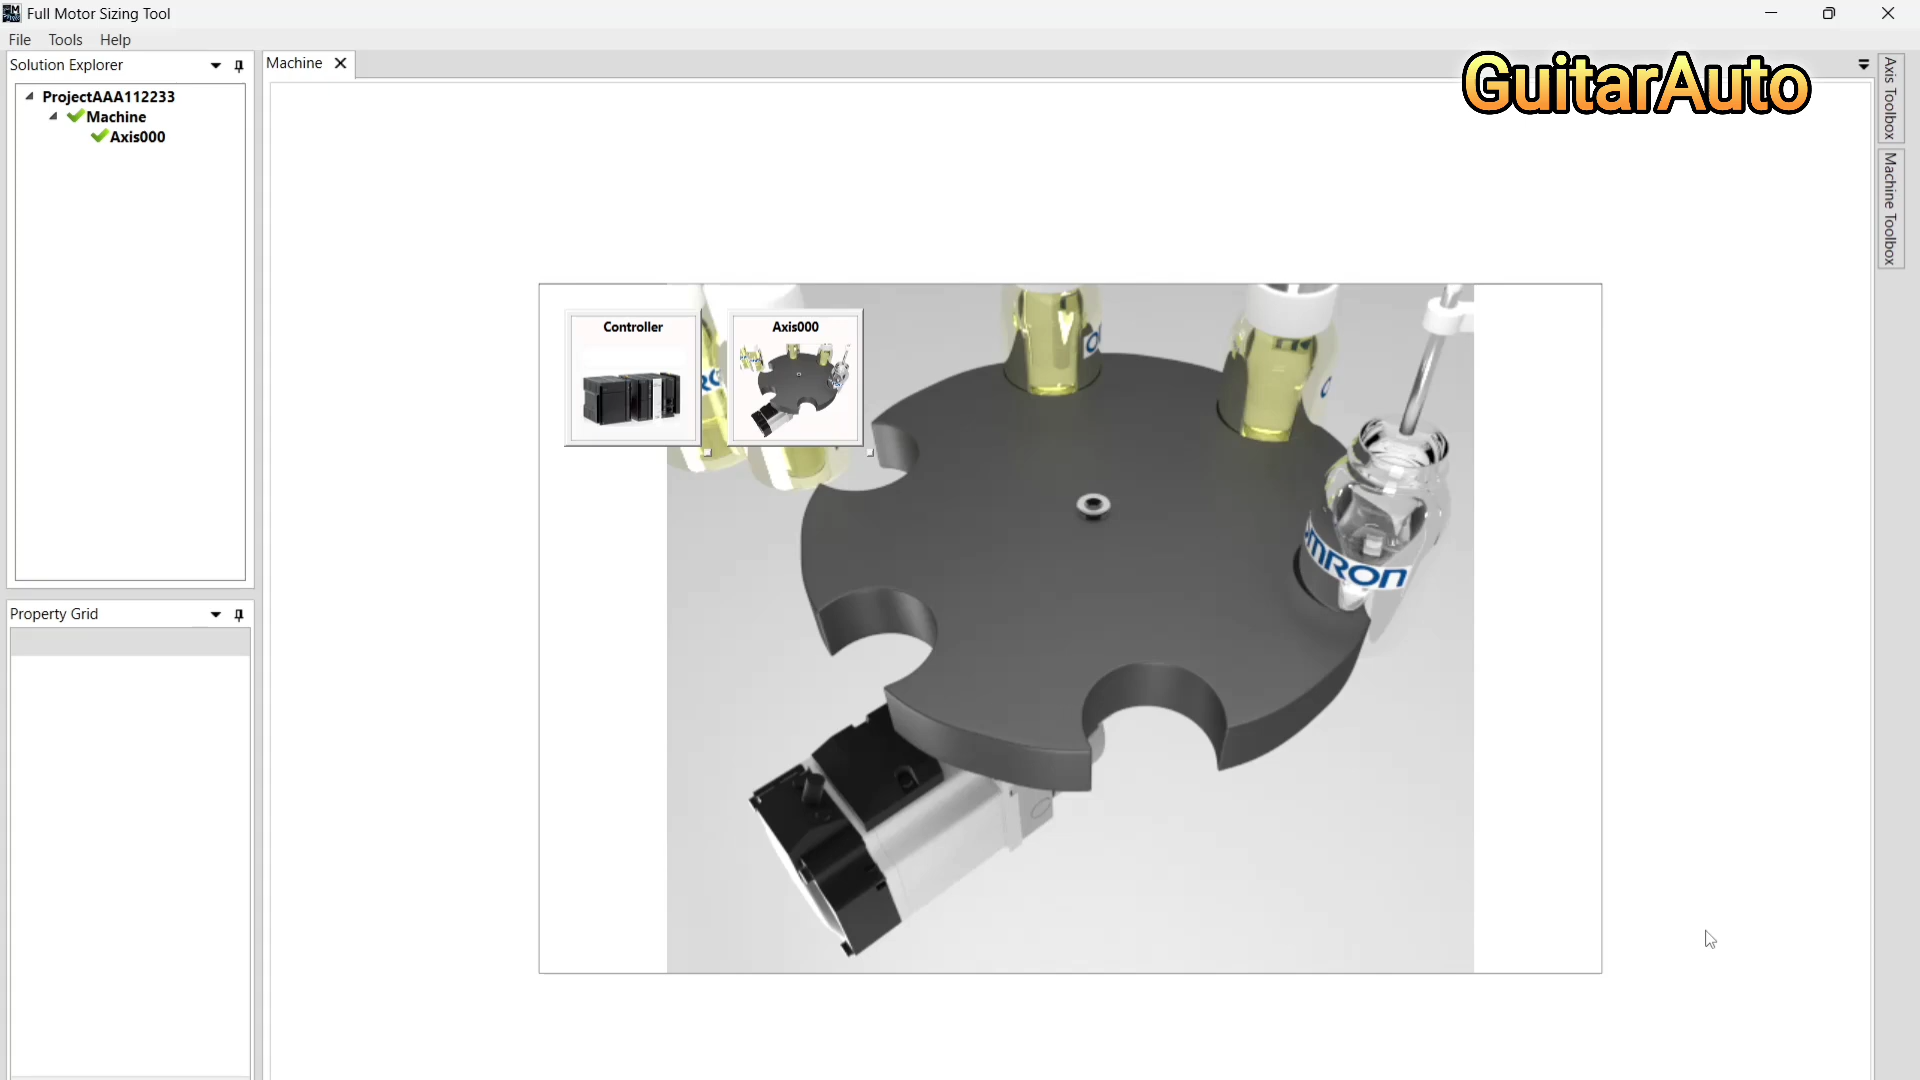 Full Motor Sizing Tool
File Tools Help
Solution Explorer
Machine
GuitarAuto
Axis Toolbox
Machine Toolbox
ProjectAAA112233
Machine
Axis000
Controller
Axis000
OMRON
Property Grid